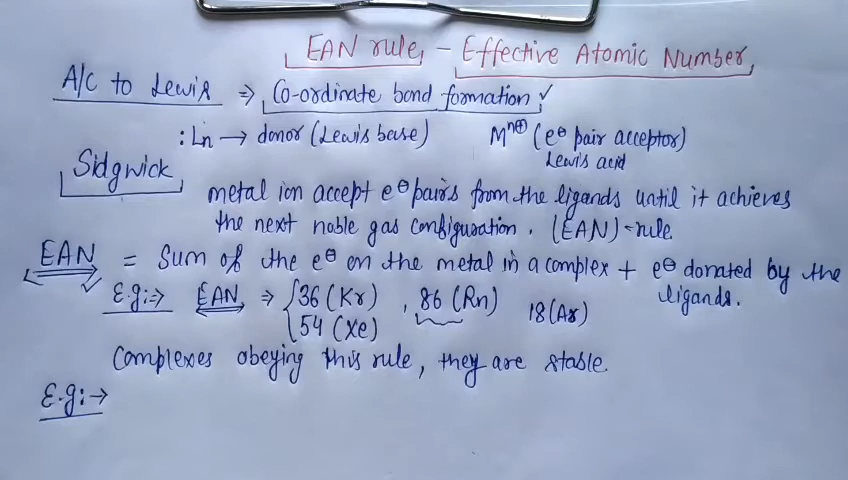 EAN rule, - Effective Atomic Number
A/C to Lewis ⇒ Co-ordinate bond formation ✓
:Ln → donor (Lewis base) Mⁿ⊕ (e⊖ pair acceptor)
Lewis acid
Sidgwick
metal ion accept e⊖ pairs from the ligands until it achieves
the next noble gas configuration. (EAN)-rule
EAN = Sum of the e⊖ on the metal in a complex + e⊖ donated by the
ligands.
E.g:→ EAN ⇒ {36 (Kr), 86 (Rn) 18 (Ar)
54 (Xe)
Complexes obeying this rule, they are stable.
E.g:→